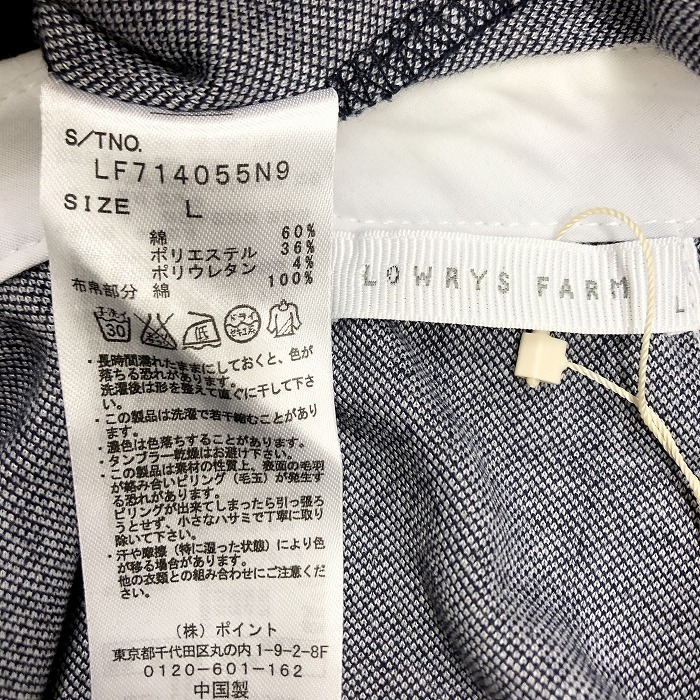 S/TNO.
LF714055N9
SIZE L
綿 60%
ポリエステル 36%
ポリウレタン 4%
布帛部分 綿 100%
30 低 ドライ セキユ系
・長時間濡れたままにしておくと、色が
落ちる恐れがあります。
洗濯後は形を整えて直ぐに干して下さ
い。
・この製品は洗濯で若干縮むことがあり
ます。
・濃色は色落ちすることがあります。
・タンブラー乾燥はお避け下さい。
・この製品は素材の性質上、表面の毛羽
が絡み合いピリング（毛玉）が発生す
る恐れがあります。
ピリングが出来てしまったら引っ張ろ
うとせず、小さなハサミで丁寧に取り
除いて下さい。
・汗や摩擦（特に湿った状態）により色
が移る場合があります。
他の衣類との組み合わせにご注意くだ
さい。
（株）ポイント
東京都千代田区丸の内1-9-2-8F
0120-601-162
中国製
LOWRYS FARM
L